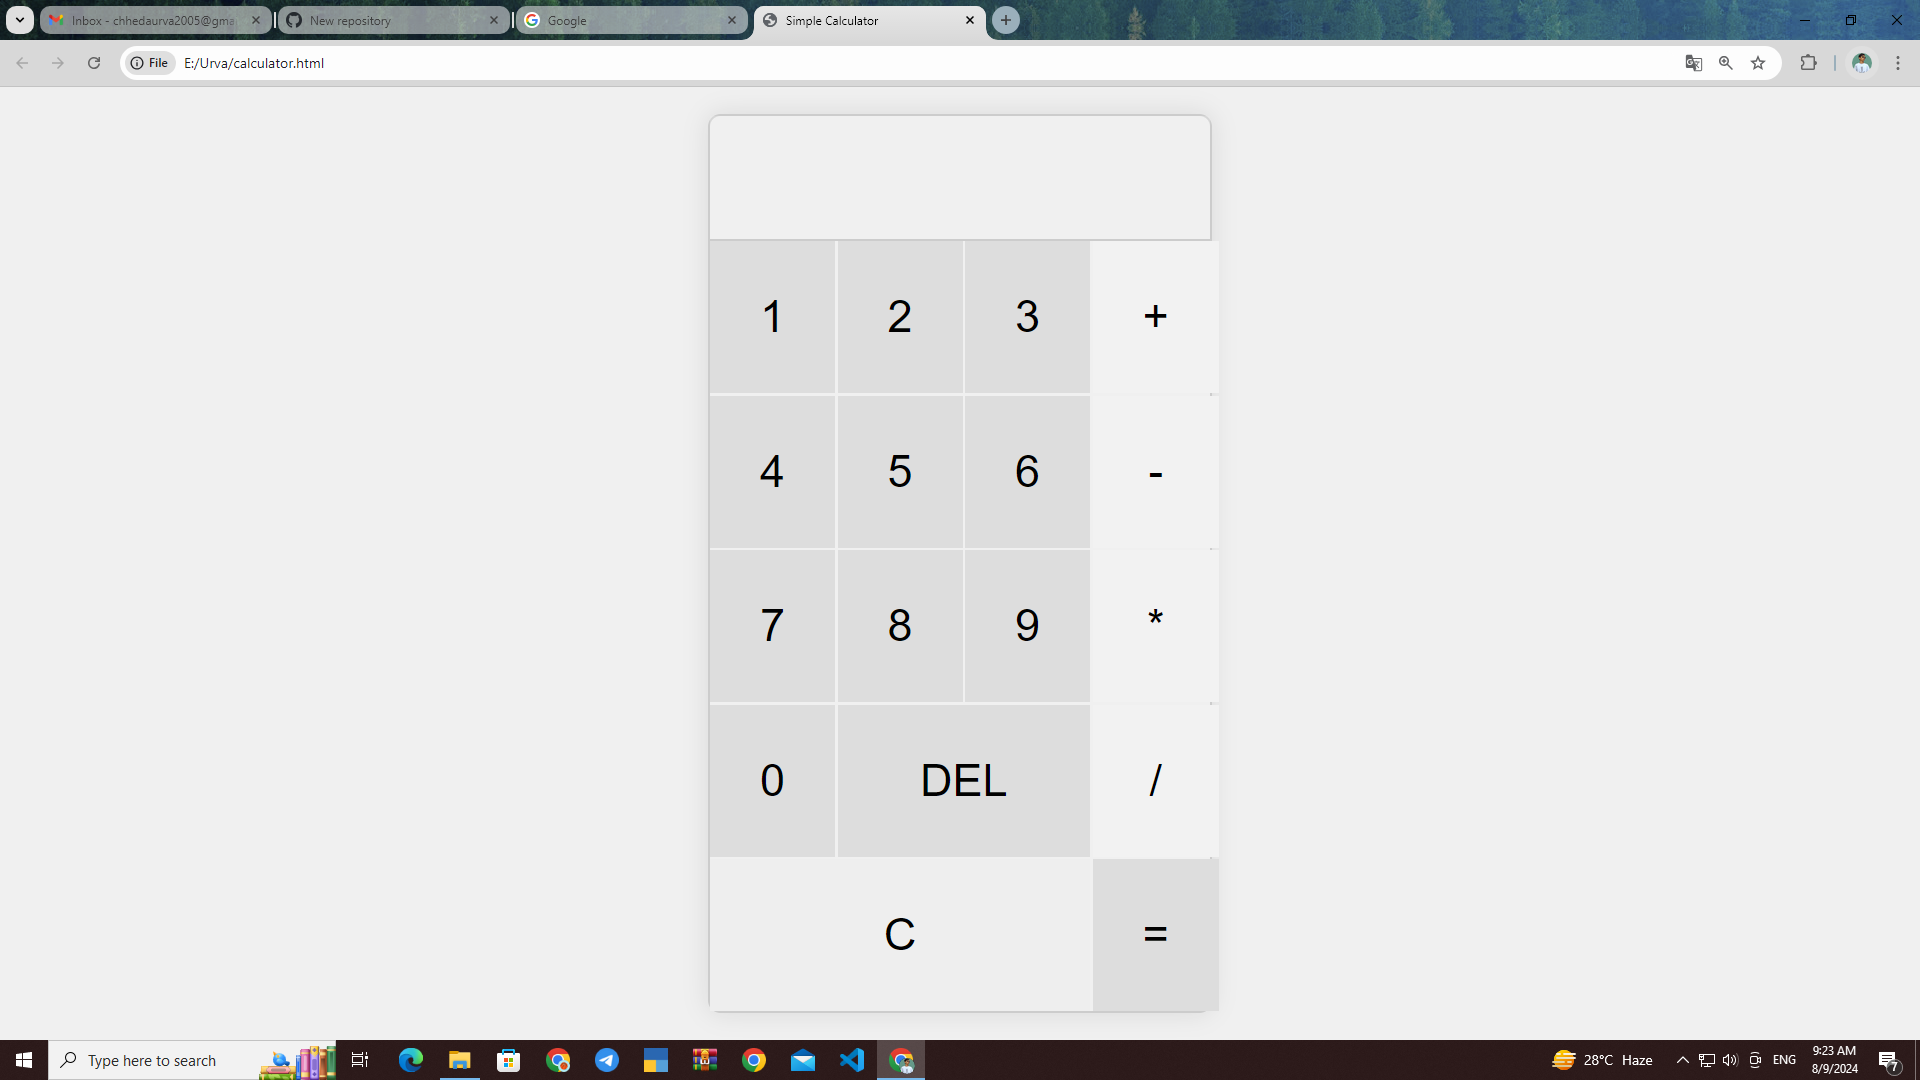 Inbox - chhedaurva2005@gma
New repository
Google
Simple Calculator
File
E:/Urva/calculator.html
1
2
3
+
4
5
6
-
7
8
9
*
0
DEL
/
C
=
Type here to search
28°C Haze
ENG
9:23 AM
8/9/2024
7